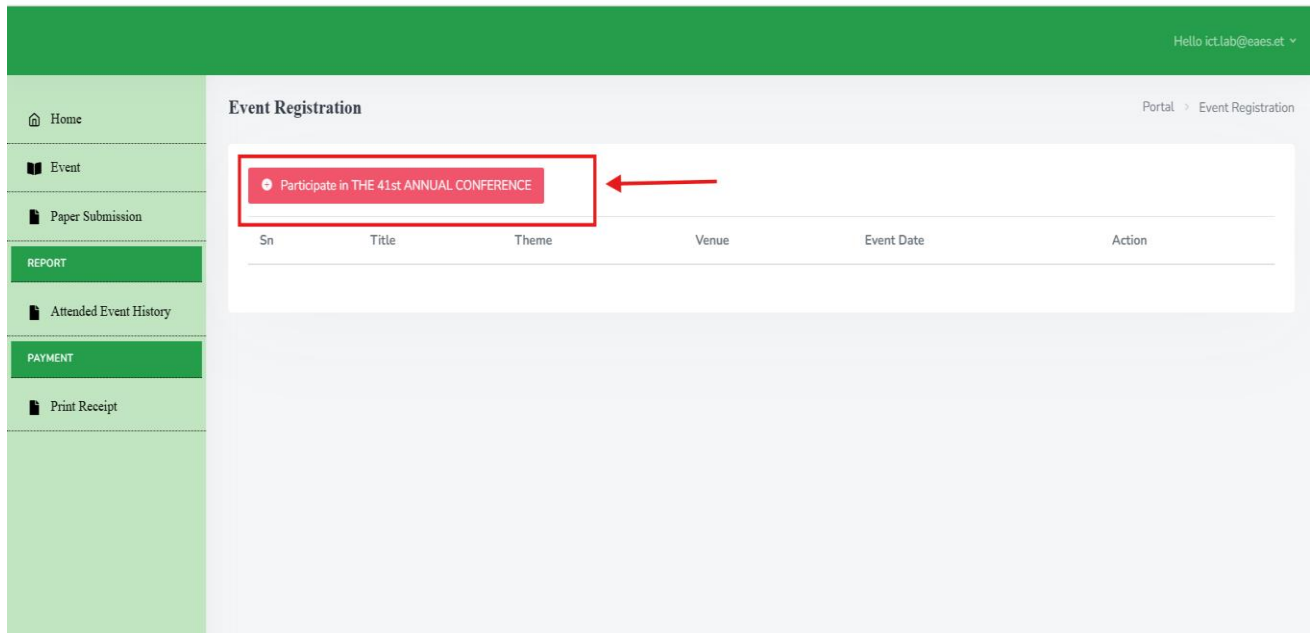 Hello ict.lab@eaes.et
Home
Event
Paper Submission
REPORT
Attended Event History
PAYMENT
Print Receipt
Event Registration
Portal > Event Registration
Participate in THE 41st ANNUAL CONFERENCE
Sn Title Theme Venue Event Date Action